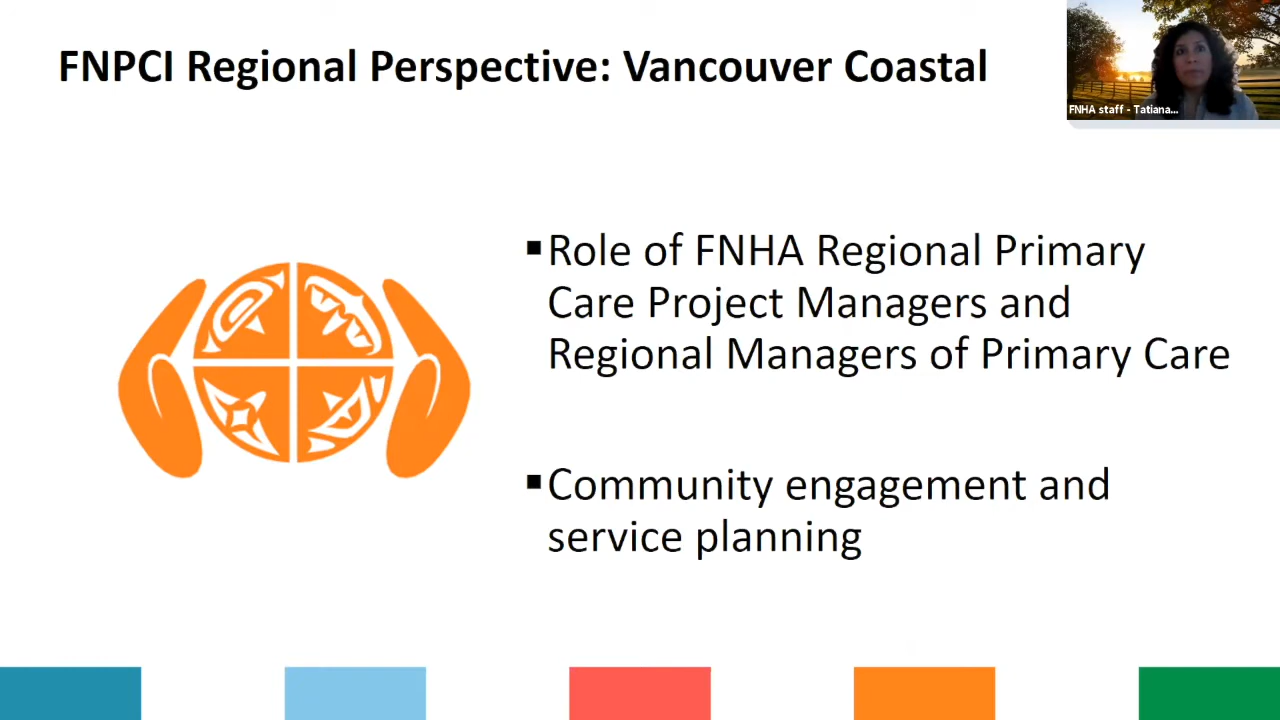 FNPCI Regional Perspective: Vancouver Coastal
FNHA staff - Tatiana...
▪Role of FNHA Regional Primary
Care Project Managers and
Regional Managers of Primary Care
▪Community engagement and
service planning